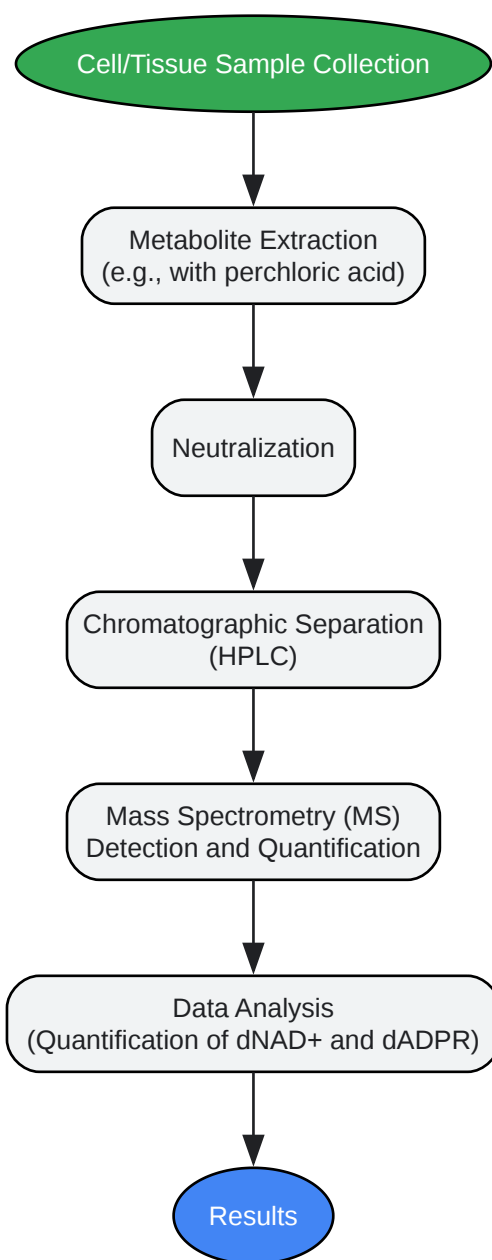 Cell/Tissue Sample Collection
Metabolite Extraction
(e.g., with perchloric acid)
Neutralization
Chromatographic Separation
(HPLC)
Mass Spectrometry (MS)
Detection and Quantification
Data Analysis
(Quantification of dNAD+ and dADPR)
Results